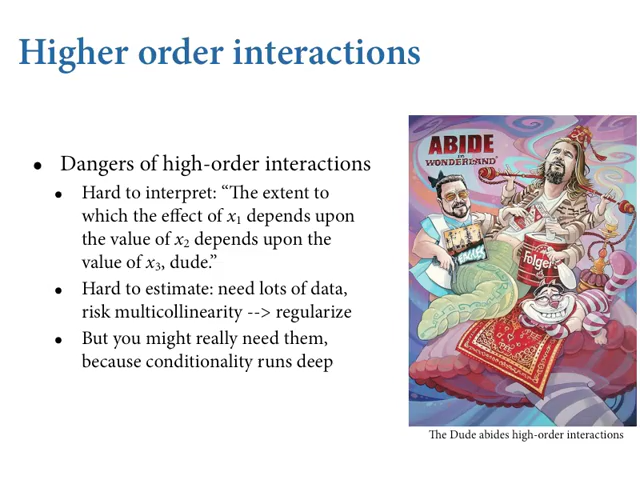 Higher order interactions
• Dangers of high-order interactions
• Hard to interpret: “The extent to
which the effect of x₁ depends upon
the value of x₂ depends upon the
value of x₃, dude.”
• Hard to estimate: need lots of data,
risk multicollinearity --> regularize
• But you might really need them,
because conditionality runs deep
ABIDE
IN
WONDERLAND
Folgers
The Dude abides high-order interactions